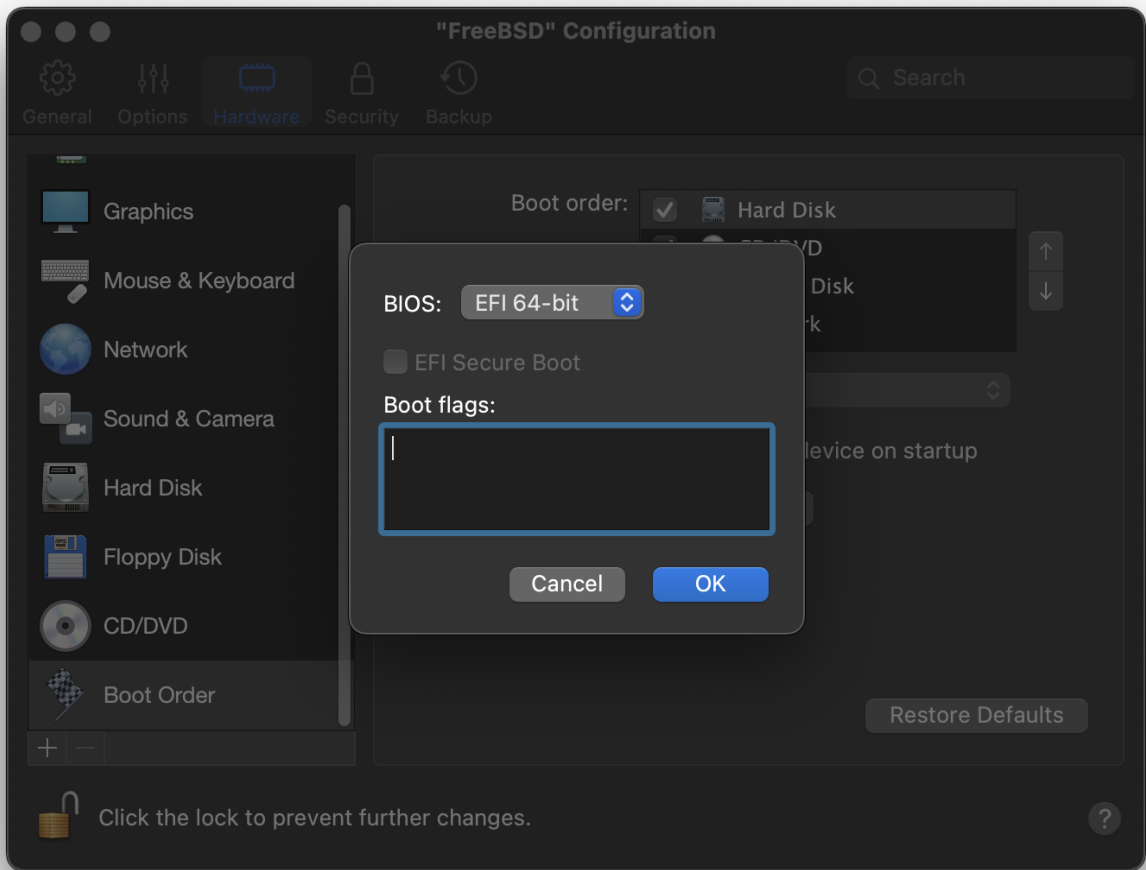 "FreeBSD" Configuration
General Options Hardware Security Backup
Search
Graphics
Mouse & Keyboard
Network
Sound & Camera
Hard Disk
Floppy Disk
CD/DVD
Boot Order
Boot order:
Hard Disk
CD/DVD
Disk
device on startup
BIOS:
EFI 64-bit
EFI Secure Boot
Boot flags:
Cancel
OK
Restore Defaults
Click the lock to prevent further changes.
?